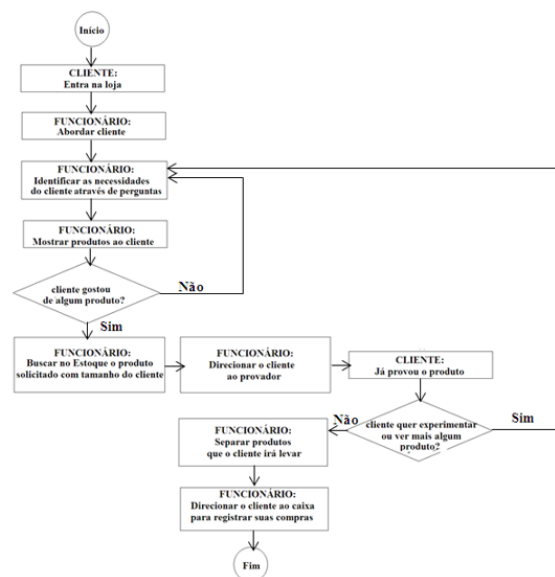 Início
CLIENTE:
Entra na loja
FUNCIONÁRIO:
Abordar cliente
FUNCIONÁRIO:
Identificar as necessidades
do cliente através de perguntas
FUNCIONÁRIO:
Mostrar produtos ao cliente
cliente gostou
de algum produto?
Não
Sim
FUNCIONÁRIO:
Buscar no Estoque o produto
solicitado com tamanho do cliente
FUNCIONÁRIO:
Direcionar o cliente
ao provador
CLIENTE:
Já provou o produto
cliente quer experimentar
ou ver mais algum
produto?
Sim
Não
FUNCIONÁRIO:
Separar produtos
que o cliente irá levar
FUNCIONÁRIO:
Direcionar o cliente ao caixa
para registrar suas compras
Fim